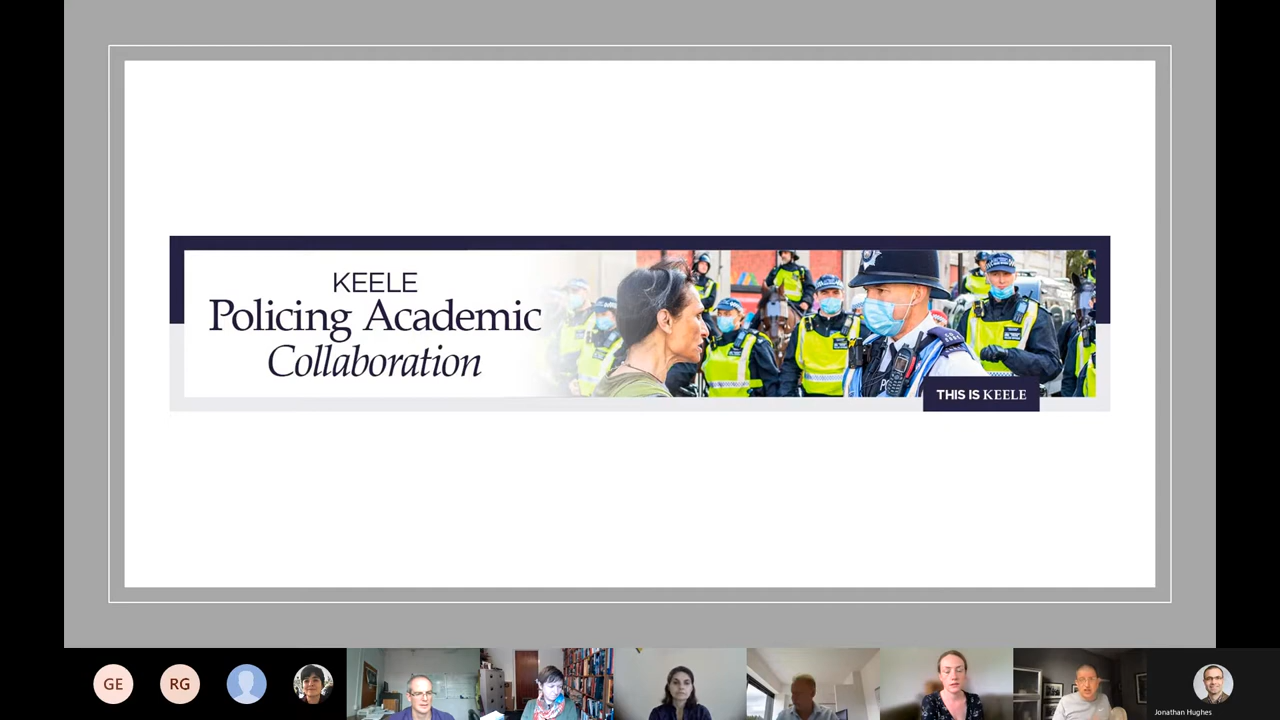 KEELE
Policing Academic
Collaboration
THIS IS KEELE
GE
RG
Jonathan Hughes